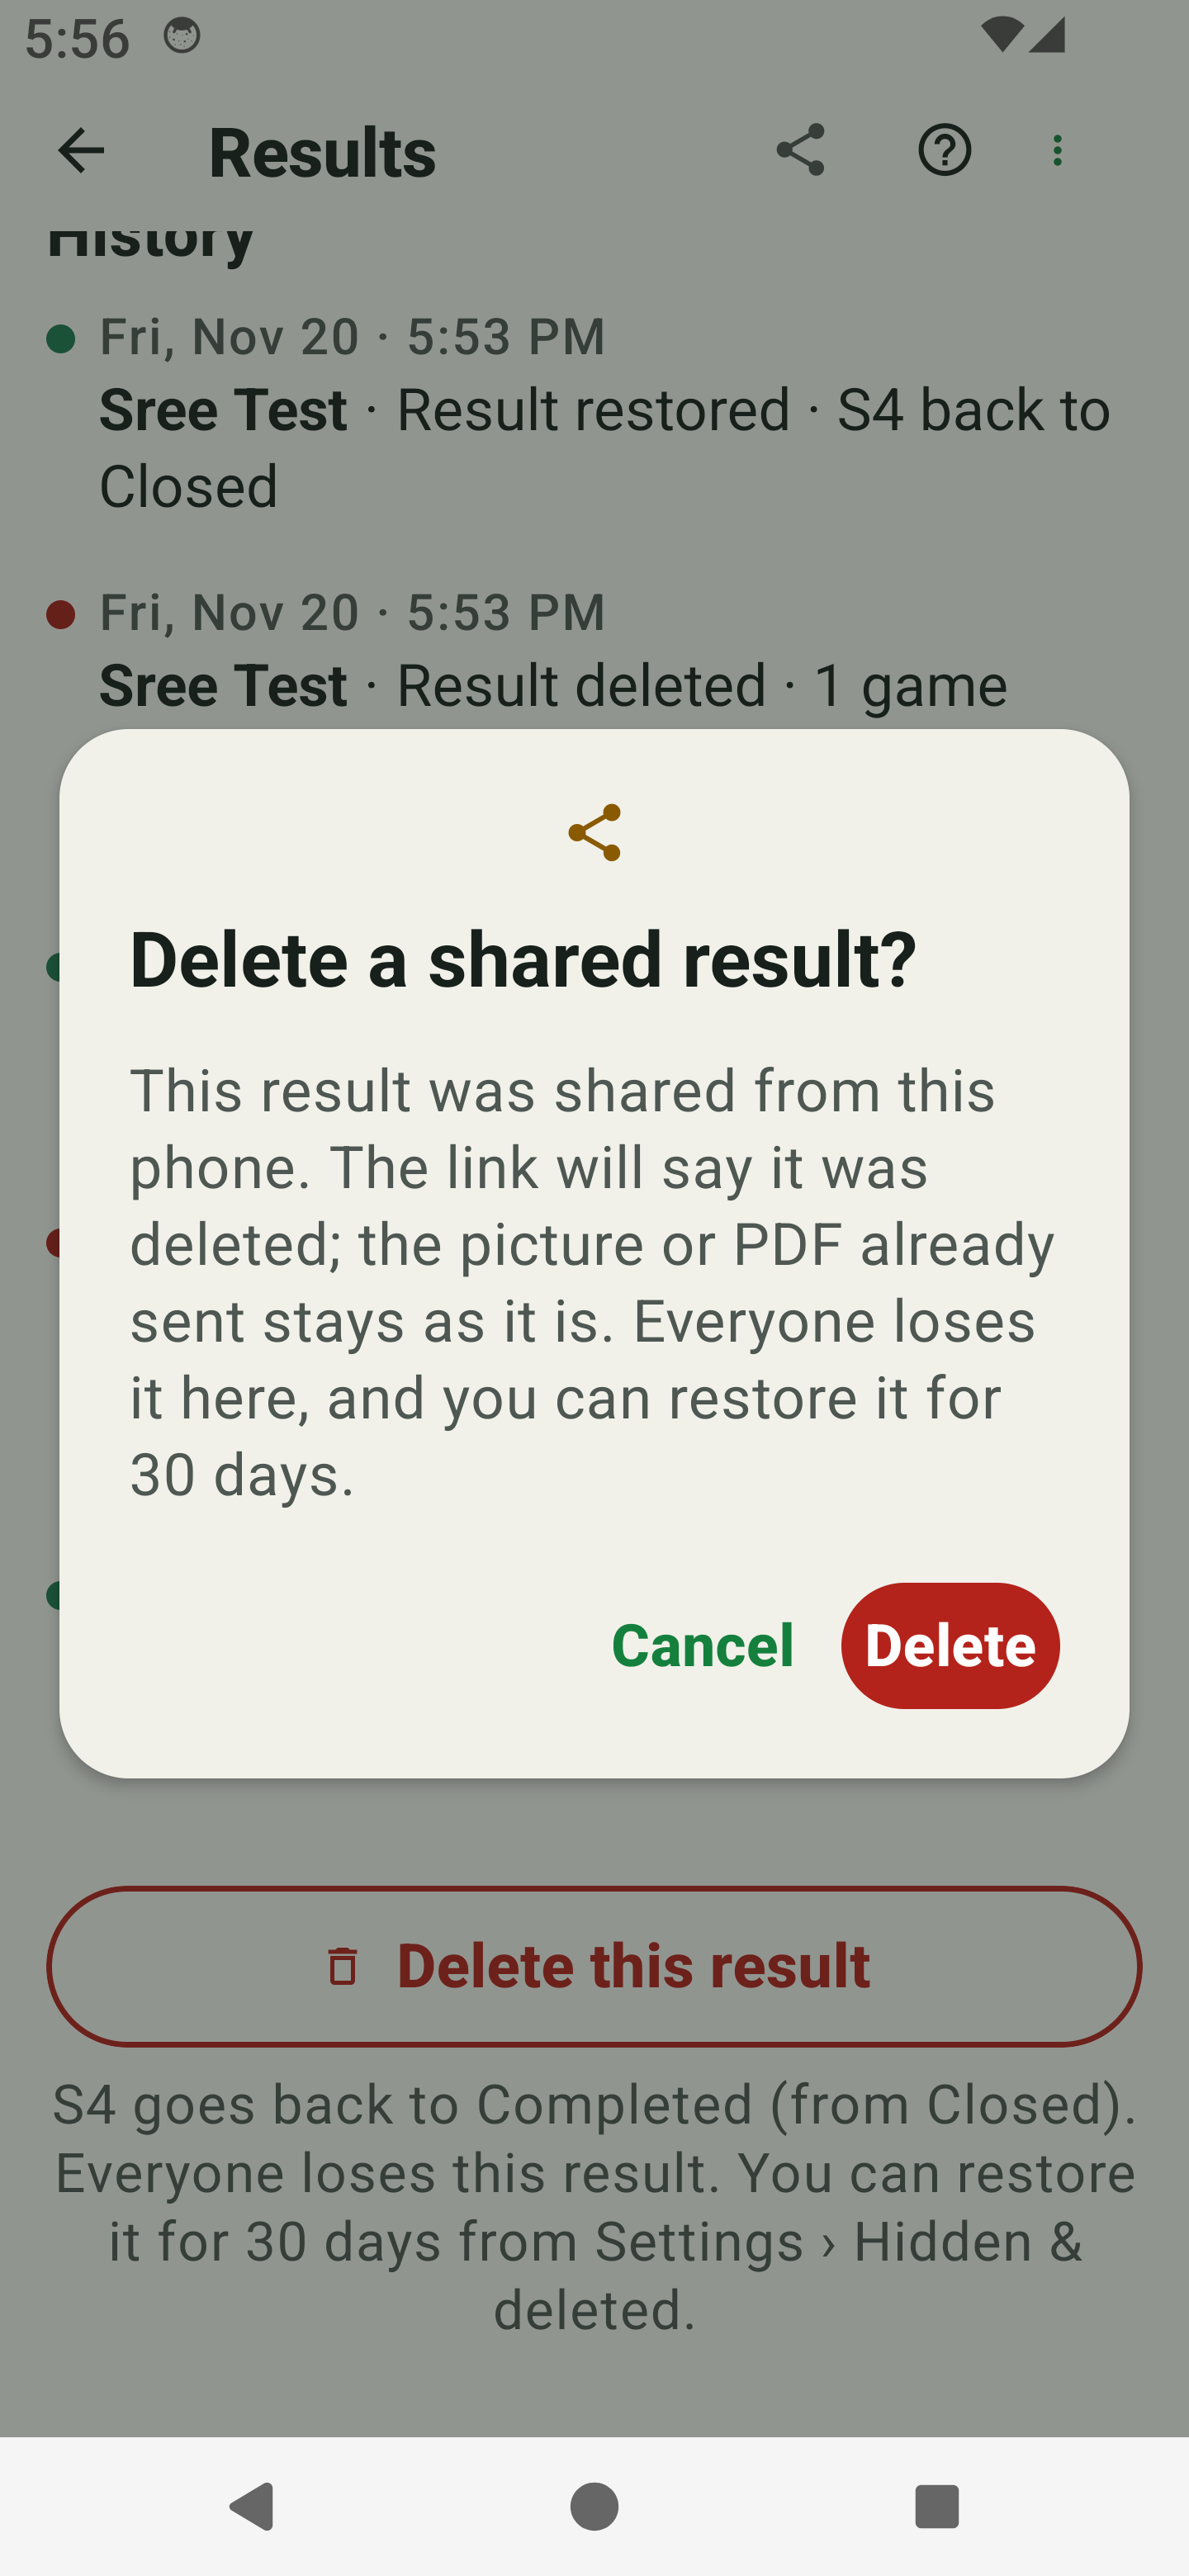 5:56
Results
History
Fri, Nov 20 · 5:53 PM
Sree Test · Result restored · S4 back to
Closed
Fri, Nov 20 · 5:53 PM
Sree Test · Result deleted · 1 game
Delete a shared result?
This result was shared from this
phone. The link will say it was
deleted; the picture or PDF already
sent stays as it is. Everyone loses
it here, and you can restore it for
30 days.
Cancel
Delete
Delete this result
S4 goes back to Completed (from Closed).
Everyone loses this result. You can restore
it for 30 days from Settings › Hidden &
deleted.